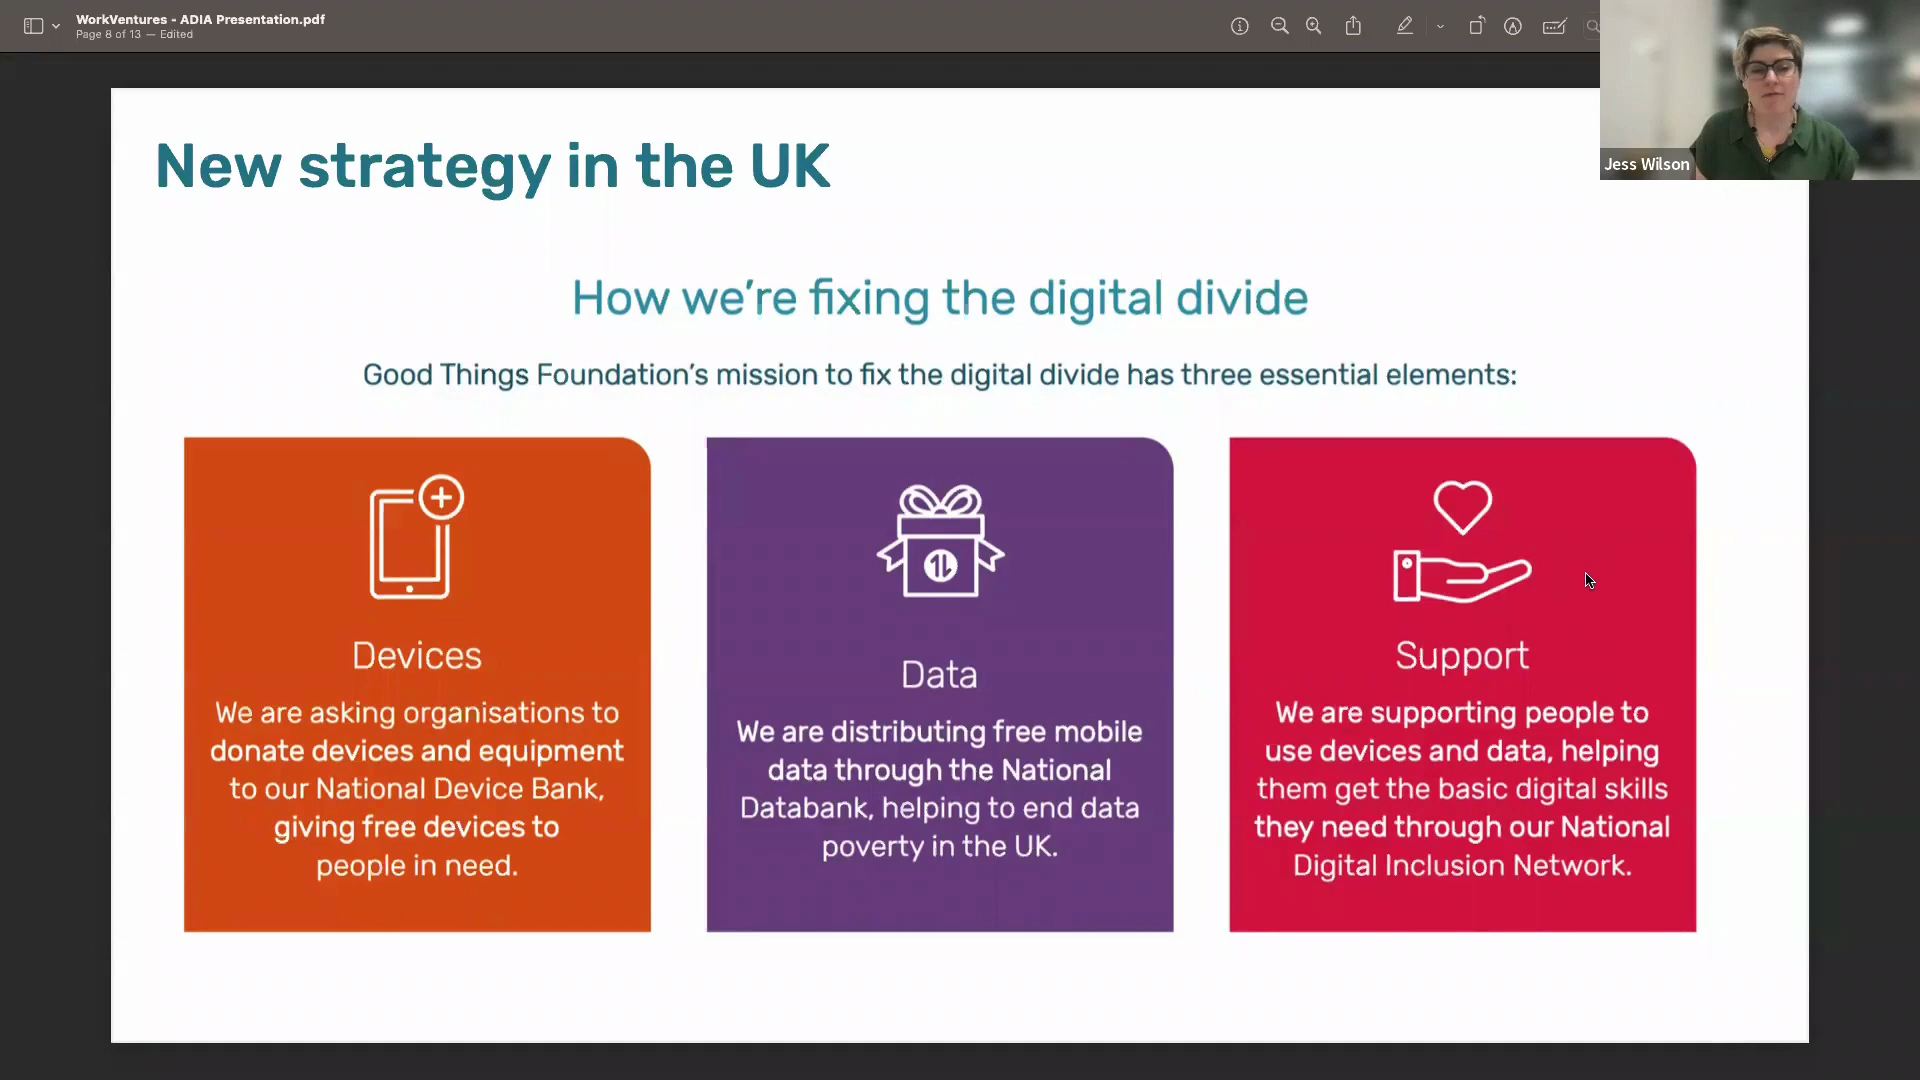 WorkVentures - ADIA Presentation.pdf
Page 8 of 13 — Edited
Jess Wilson
New strategy in the UK
How we're fixing the digital divide
Good Things Foundation's mission to fix the digital divide has three essential elements:
Devices
We are asking organisations to
donate devices and equipment
to our National Device Bank,
giving free devices to
people in need.
Data
We are distributing free mobile
data through the National
Databank, helping to end data
poverty in the UK.
Support
We are supporting people to
use devices and data, helping
them get the basic digital skills
they need through our National
Digital Inclusion Network.